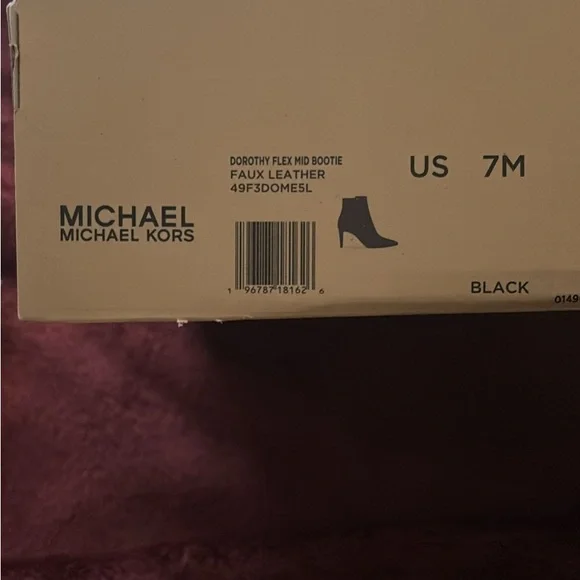 DOROTHY FLEX MID BOOTIE
FAUX LEATHER
49F3DOME5L
US 7M
MICHAEL
MICHAEL KORS
1 96787 18162 6
BLACK
0149